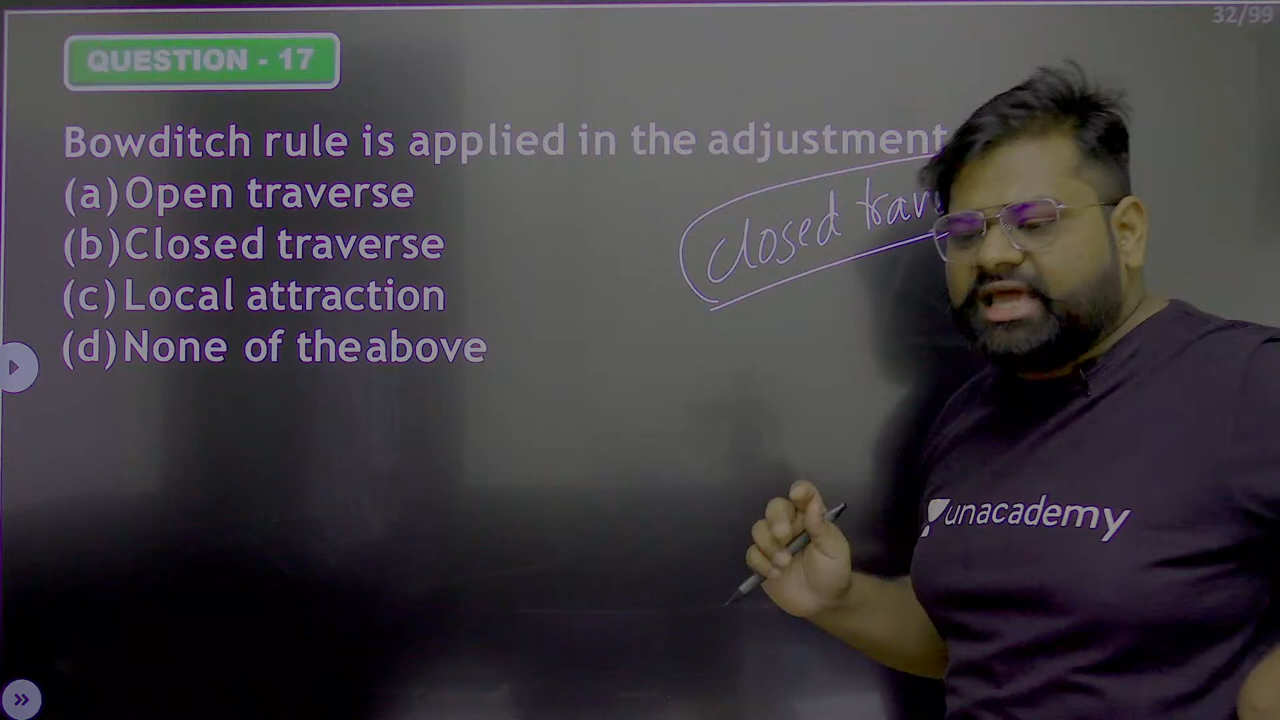 32/99
QUESTION - 17
Bowditch rule is applied in the adjustment
(a) Open traverse
(b) Closed traverse
(c) Local attraction
(d) None of theabove
closed
unacademy